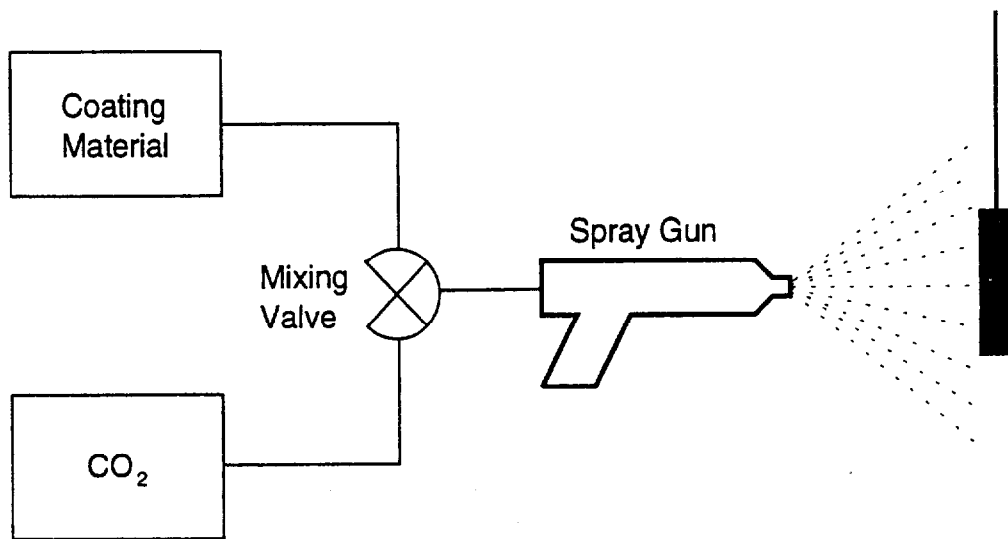 Coating
Material
Spray Gun
Mixing
Valve
CO₂